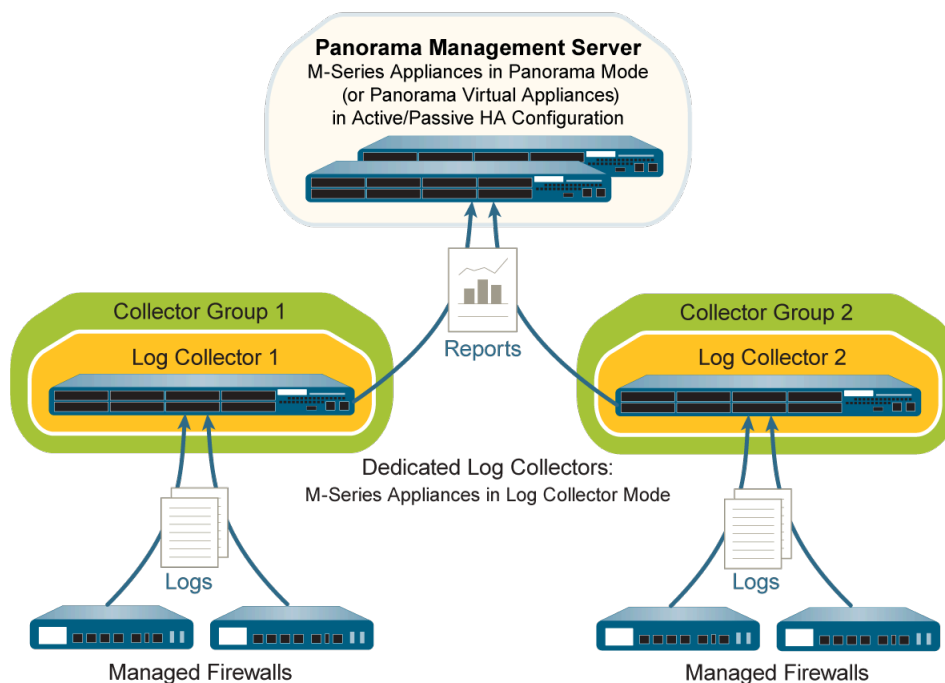 Panorama Management Server
M-Series Appliances in Panorama Mode
(or Panorama Virtual Appliances)
in Active/Passive HA Configuration
Collector Group 1
Log Collector 1
Reports
Collector Group 2
Log Collector 2
Dedicated Log Collectors:
M-Series Appliances in Log Collector Mode
Logs
Logs
Managed Firewalls
Managed Firewalls